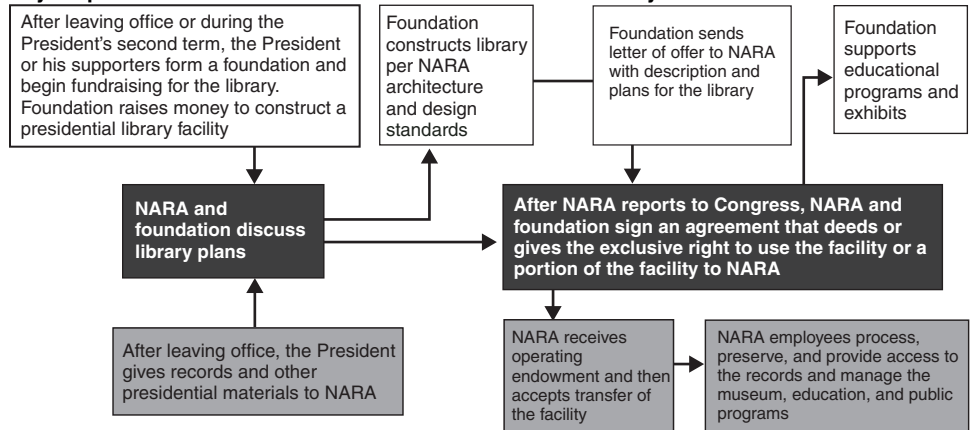 After leaving office or during the
President's second term, the President
or his supporters form a foundation and
begin fundraising for the library.
Foundation raises money to construct a
presidential library facility
Foundation
constructs library
per NARA
architecture
and design
standards
Foundation sends
letter of offer to NARA
with description and
plans for the library
Foundation
supports
educational
programs and
exhibits
NARA and
foundation discuss
library plans
After NARA reports to Congress, NARA and
foundation sign an agreement that deeds or
gives the exclusive right to use the facility or a
portion of the facility to NARA
After leaving office, the President
gives records and other
presidential materials to NARA
NARA receives
operating
endowment and then
accepts transfer of
the facility
NARA employees process,
preserve, and provide access to
the records and manage the
museum, education, and public
programs